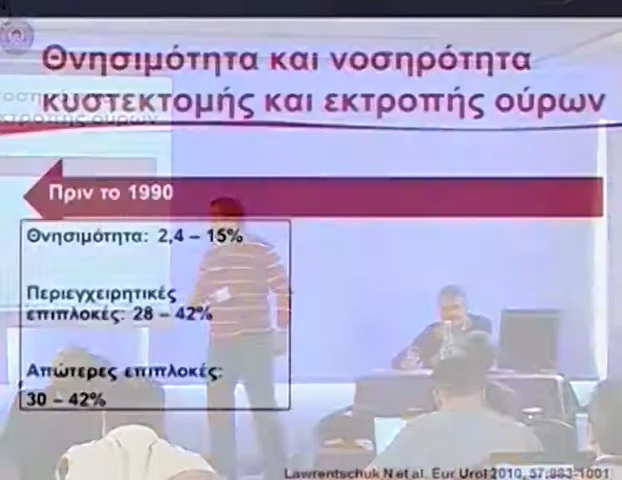 Θνησιμότητα και νοσηρότητα
κυστεκτομής και εκτροπής ούρων
Πριν το 1990
Θνησιμότητα: 2,4 – 15%
Περιεγχειρητικές
επιπλοκές: 28 – 42%
Απώτερες επιπλοκές:
30 – 42%
Lawrentschuk N et al. Eur Urol 2010, 57:983-1001